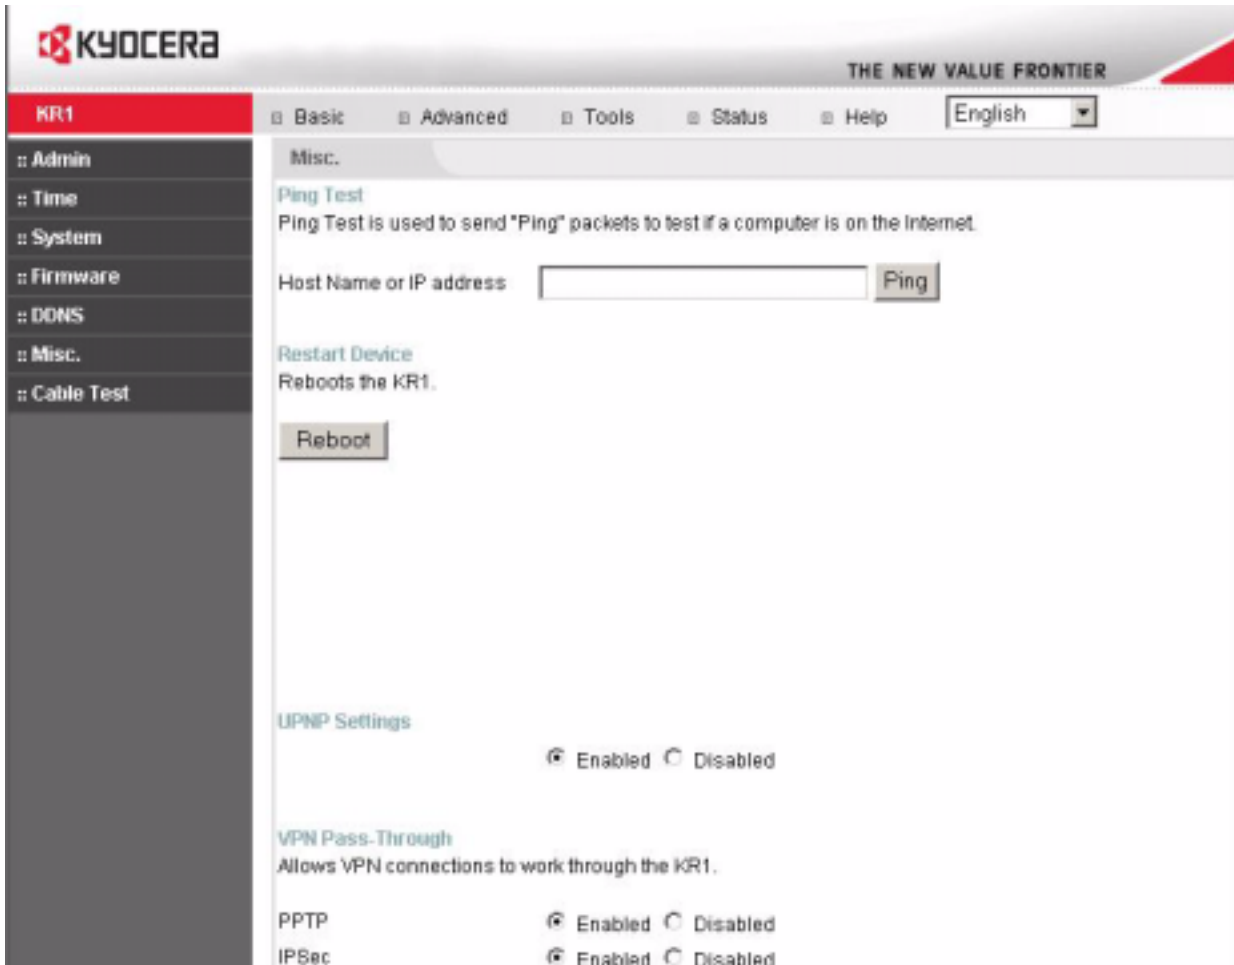 KYOCERA
THE NEW VALUE FRONTIER
KR1
Basic Advanced Tools Status Help English
:: Admin
:: Time
:: System
:: Firmware
:: DDNS
:: Misc.
:: Cable Test
Misc.
Ping Test
Ping Test is used to send "Ping" packets to test if a computer is on the Internet.
Host Name or IP address Ping
Restart Device
Reboots the KR1.
Reboot
UPNP Settings
Enabled Disabled
VPN Pass-Through
Allows VPN connections to work through the KR1.
PPTP Enabled Disabled
IPSec Enabled Disabled